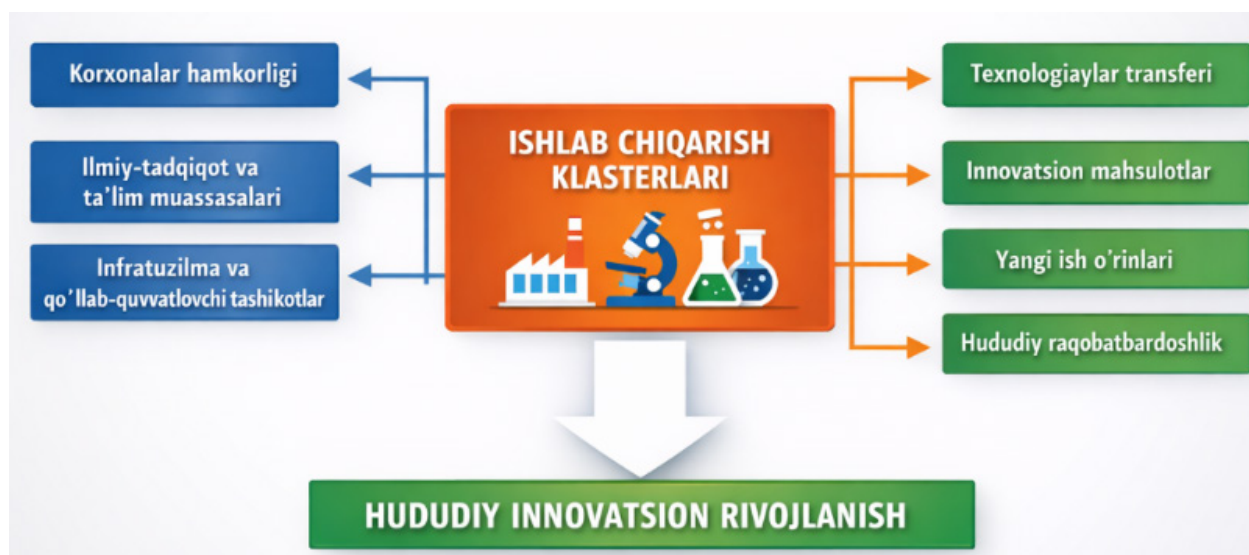 Korxonalar hamkorligi
Ilmiy-tadqiqot va
ta'lim muassasalari
Infratuzilma va
qo'llab-quvvatlovchi tashikotlar
ISHLAB CHIQARISH
KLASTERLARI
Texnologiaylar transferi
Innovatsion mahsulotlar
Yangi ish o'rinlari
Hududiy raqobatbardoshlik
HUDUDIY INNOVATSION RIVOJLANISH